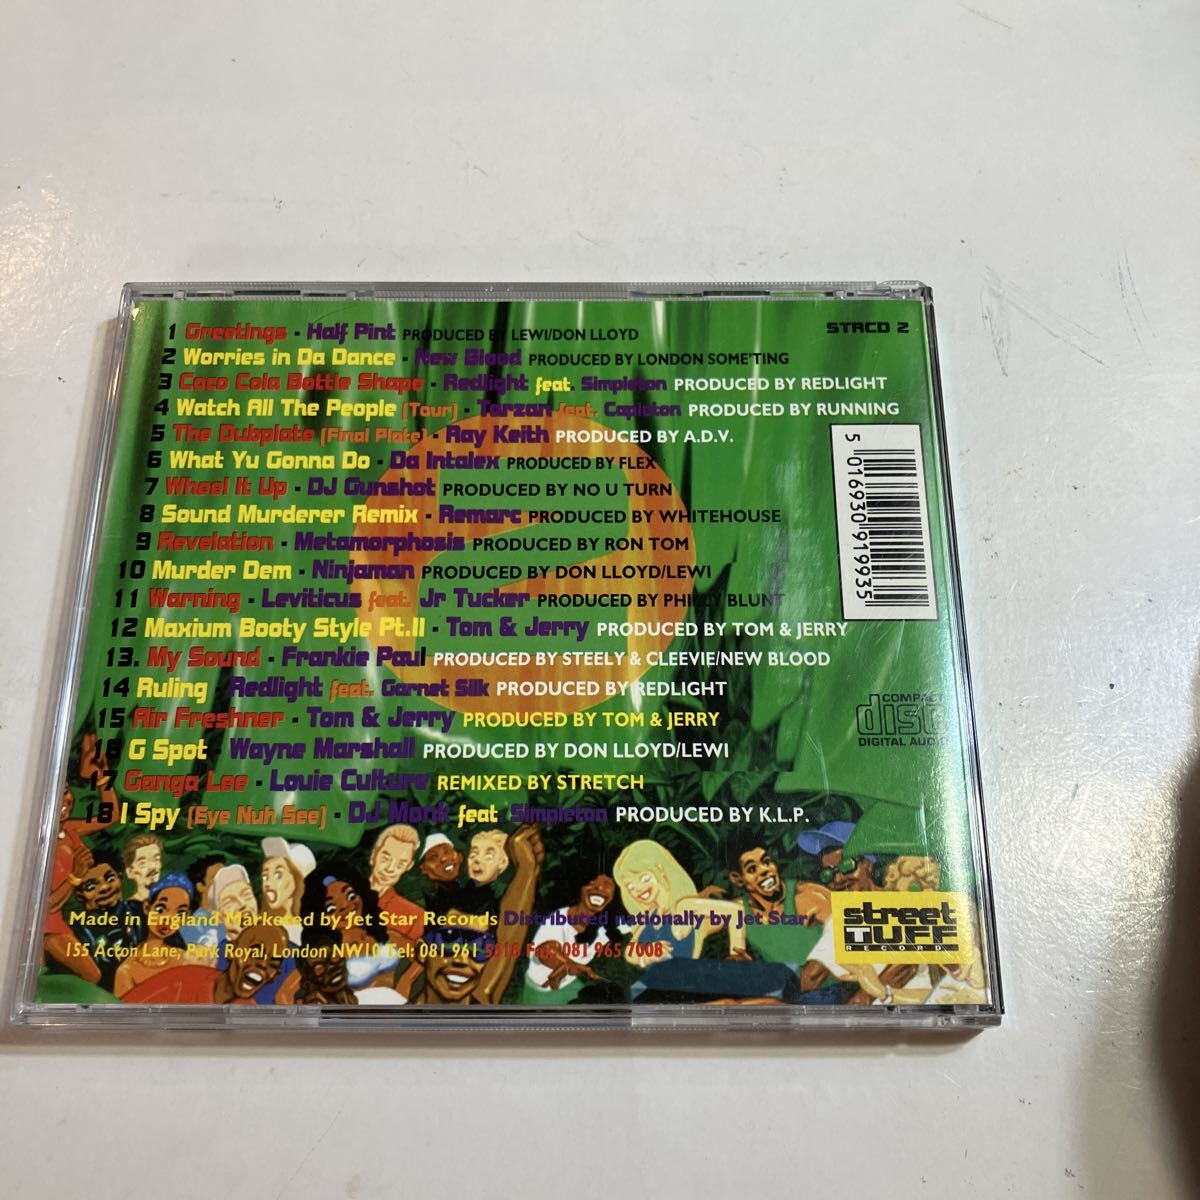 STRCD 2
1 Greetings - Half Pint PRODUCED BY LEWI/DON LLOYD
2 Worries in Da Dance - New Blood PRODUCED BY LONDON SOME'TING
3 Coco Cola Bottle Shape - Redlight feat. Simpleton PRODUCED BY REDLIGHT
4 Watch All The People (Tour) - Tarzan feat. Capleton PRODUCED BY RUNNING
5 The Dubplate (Final Plate) - Ray Keith PRODUCED BY A.D.V.
6 What Yu Gonna Do - Da Intalex PRODUCED BY FLEX
7 Wheel It Up - DJ Gunshot PRODUCED BY NO U TURN
8 Sound Murderer Remix - Remarc PRODUCED BY WHITEHOUSE
9 Revelation - Metamorphosis PRODUCED BY RON TOM
10 Murder Dem - Ninjaman PRODUCED BY DON LLOYD/LEWI
11 Warning - Leviticus feat. Jr Tucker PRODUCED BY PHILLY BLUNT
12 Maxium Booty Style Pt.II - Tom & Jerry PRODUCED BY TOM & JERRY
13. My Sound - Frankie Paul PRODUCED BY STEELY & CLEEVIE/NEW BLOOD
14 Ruling - Redlight feat. Garnet Silk PRODUCED BY REDLIGHT
15 Air Freshner - Tom & Jerry PRODUCED BY TOM & JERRY
16 G Spot - Wayne Marshall PRODUCED BY DON LLOYD/LEWI
17 Ganga Lee - Louie Culture REMIXED BY STRETCH
18 I Spy (Eye Nuh See) - DJ Monk feat Simpleton PRODUCED BY K.L.P.
5 016930 919935
COMPACT
disc
DIGITAL AUDIO
Made in England Marketed by Jet Star Records Distributed nationally by Jet Star
155 Acton Lane, Park Royal, London NW10 Tel: 081 961 5818 Fax: 081 965 7008
street
TUFF
RECORDS